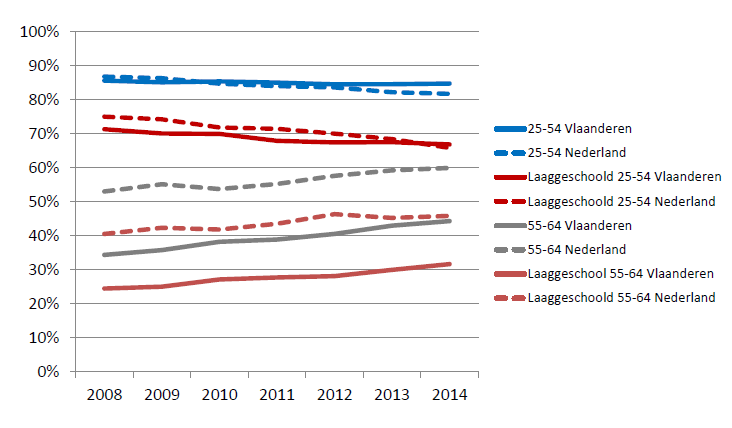 100%
90%
80%
70%
60%
50%
40%
30%
20%
10%
0%
2008 2009 2010 2011 2012 2013 2014
25-54 Vlaanderen
25-54 Nederland
Laaggeschoold 25-54 Vlaanderen
Laaggeschoold 25-54 Nederland
55-64 Vlaanderen
55-64 Nederland
Laaggeschool 55-64 Vlaanderen
Laaggeschoold 55-64 Nederland